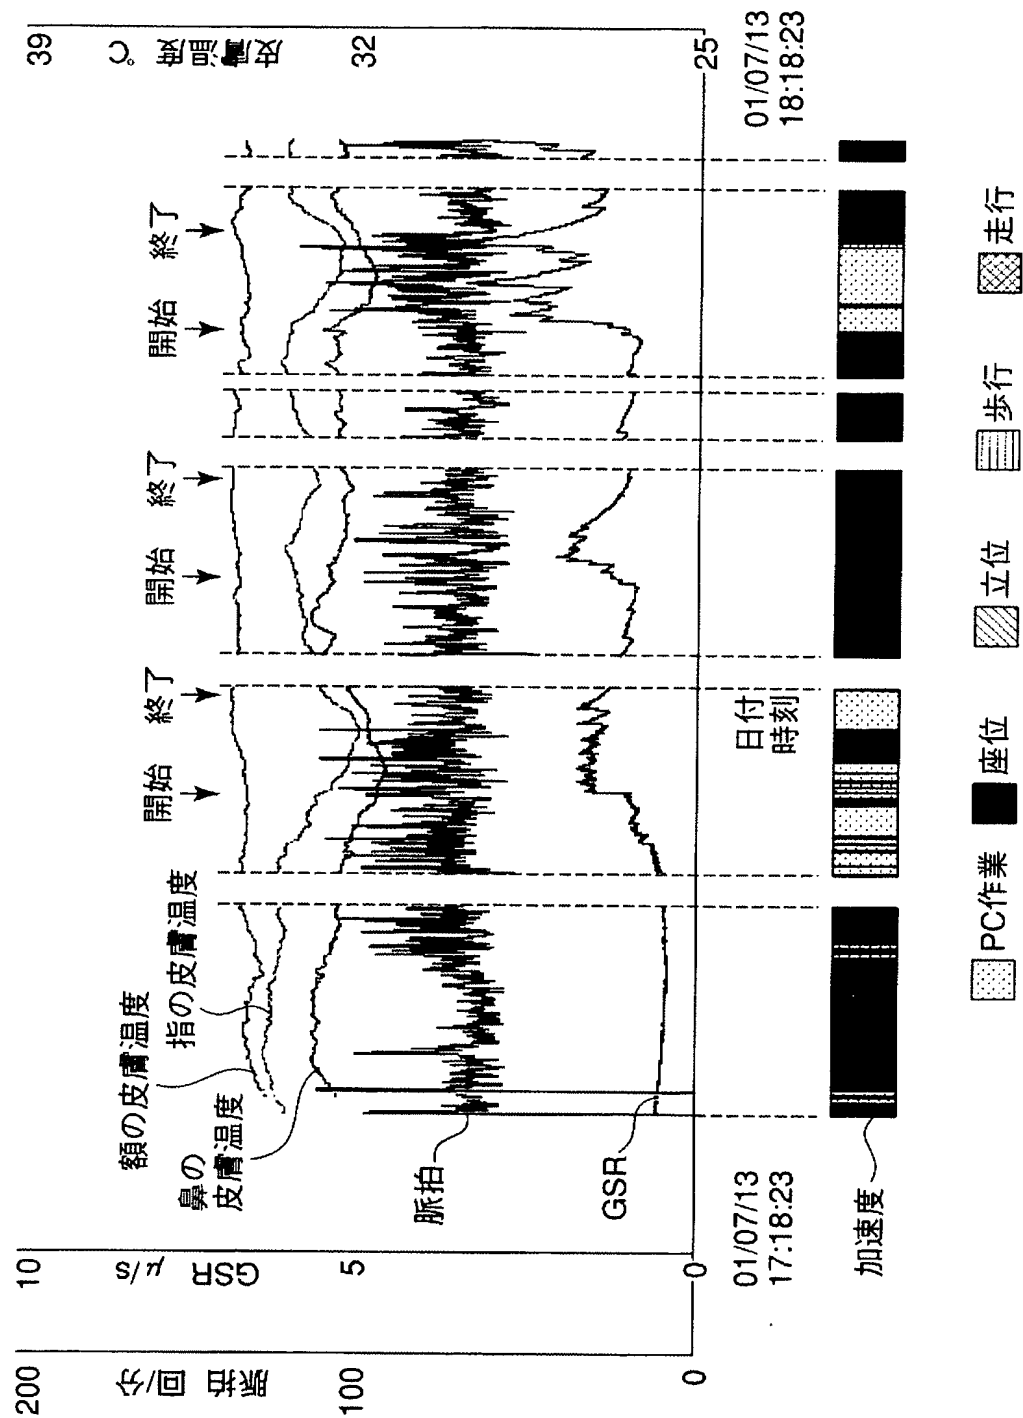 200
100
0
脈拍 回/分
10
5
0
GSR μ/s
39
32
25
皮膚温度 ℃
開始
終了
開始
終了
開始
終了
額の皮膚温度
指の皮膚温度
鼻の
皮膚温度
脈拍
GSR
01/07/13
17:18:23
日付
時刻
01/07/13
18:18:23
加速度
PC作業
座位
立位
歩行
走行